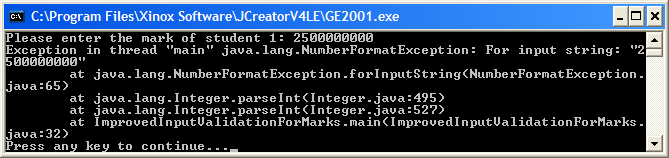 C:\Program Files\Xinox Software\JCreatorV4LE\GE2001.exe
Please enter the mark of student 1: 2500000000
Exception in thread "main" java.lang.NumberFormatException: For input string: "2
500000000"
at java.lang.NumberFormatException.forInputString(NumberFormatException.
java:65)
at java.lang.Integer.parseInt(Integer.java:495)
at java.lang.Integer.parseInt(Integer.java:527)
at ImprovedInputValidationForMarks.main(ImprovedInputValidationForMarks.
java:32)
Press any key to continue..._